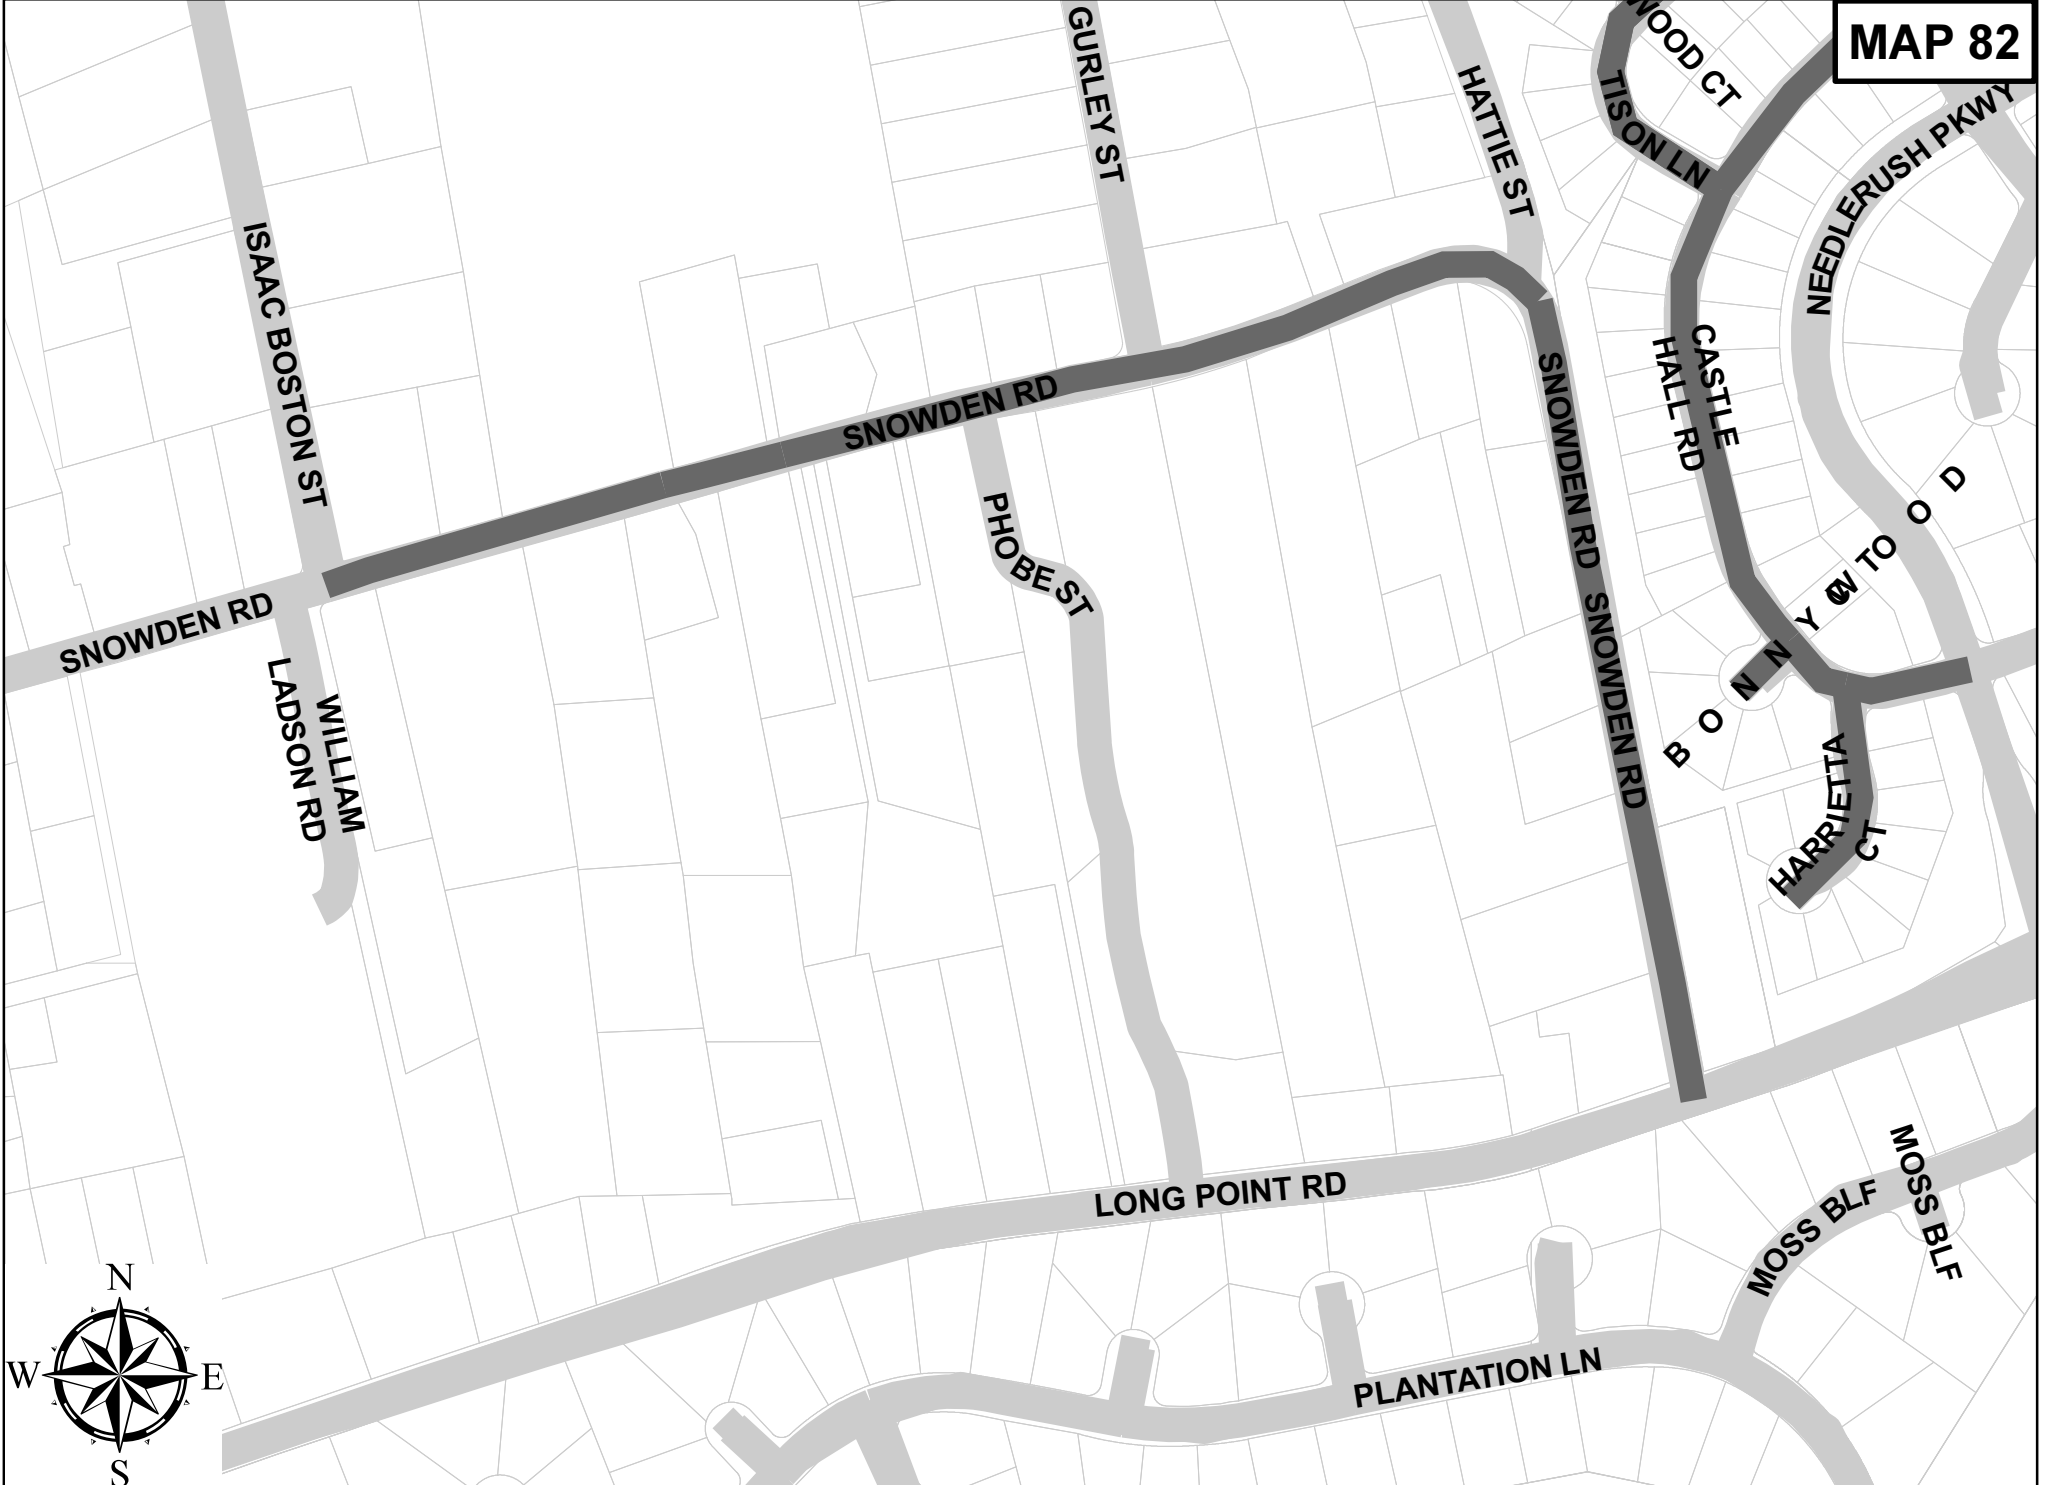 MAP 82
WOOD CT
TISON LN
GURLEY ST
HATTIE ST
NEEDLERUSH PKWY
ISAAC BOSTON ST
CASTLE
HALL RD
SNOWDEN RD
SNOWDEN RD
SNOWDEN RD
SNOWDEN RD
PHOBE ST
BONNYWOOD
CT
WILLIAM
LADSON RD
HARRIETTA
CT
LONG POINT RD
MOSS BLF
MOSS BLF
PLANTATION LN
N
W
E
S